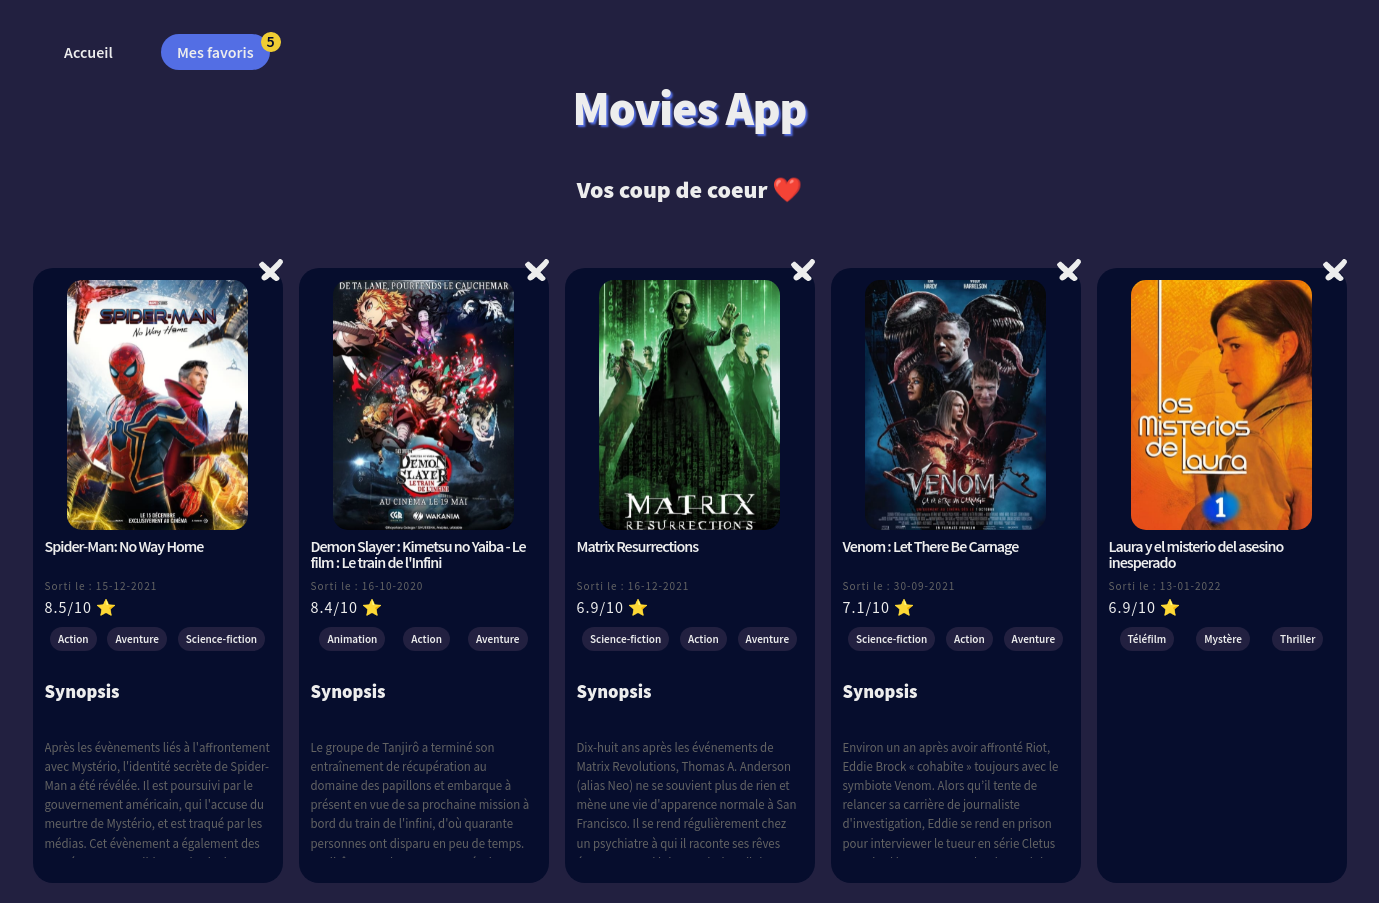 Accueil
Mes favoris
5
Movies App
Vos coup de coeur ❤️
SPIDER-MAN
No Way Home
LE 15 DÉCEMBRE
EXCLUSIVEMENT AU CINÉMA
Spider-Man: No Way Home
Sorti le : 15-12-2021
8.5/10 ⭐
Action
Aventure
Science-fiction
Synopsis
Après les évènements liés à l'affrontement
avec Mystério, l'identité secrète de Spider-
Man a été révélée. Il est poursuivi par le
gouvernement américain, qui l'accuse du
meurtre de Mystério, et est traqué par les
médias. Cet évènement a également des
DE TA LAME, POURFENDS LE CAUCHEMAR
DEMON
SLAYER
LE TRAIN
DE L'INFINI
AU CINÉMA LE 19 MAI
CGR
WAKANIM
Demon Slayer : Kimetsu no Yaiba - Le
film : Le train de l'Infini
Sorti le : 16-10-2020
8.4/10 ⭐
Animation
Action
Aventure
Synopsis
Le groupe de Tanjirô a terminé son
entraînement de récupération au
domaine des papillons et embarque à
présent en vue de sa prochaine mission à
bord du train de l'infini, d'où quarante
personnes ont disparu en peu de temps.
MATRIX
RESURRECTIONS
Matrix Resurrections
Sorti le : 16-12-2021
6.9/10 ⭐
Science-fiction
Action
Aventure
Synopsis
Dix-huit ans après les événements de
Matrix Revolutions, Thomas A. Anderson
(alias Neo) ne se souvient plus de rien et
mène une vie d'apparence normale à San
Francisco. Il se rend régulièrement chez
un psychiatre à qui il raconte ses rêves
HARDY
HARRELSON
VENOM
Venom : Let There Be Carnage
Sorti le : 30-09-2021
7.1/10 ⭐
Science-fiction
Action
Aventure
Synopsis
Environ un an après avoir affronté Riot,
Eddie Brock « cohabite » toujours avec le
symbiote Venom. Alors qu'il tente de
relancer sa carrière de journaliste
d'investigation, Eddie se rend en prison
pour interviewer le tueur en série Cletus
los
Misterios
de Laura
1
Laura y el misterio del asesino
inesperado
Sorti le : 13-01-2022
6.9/10 ⭐
Téléfilm
Mystère
Thriller